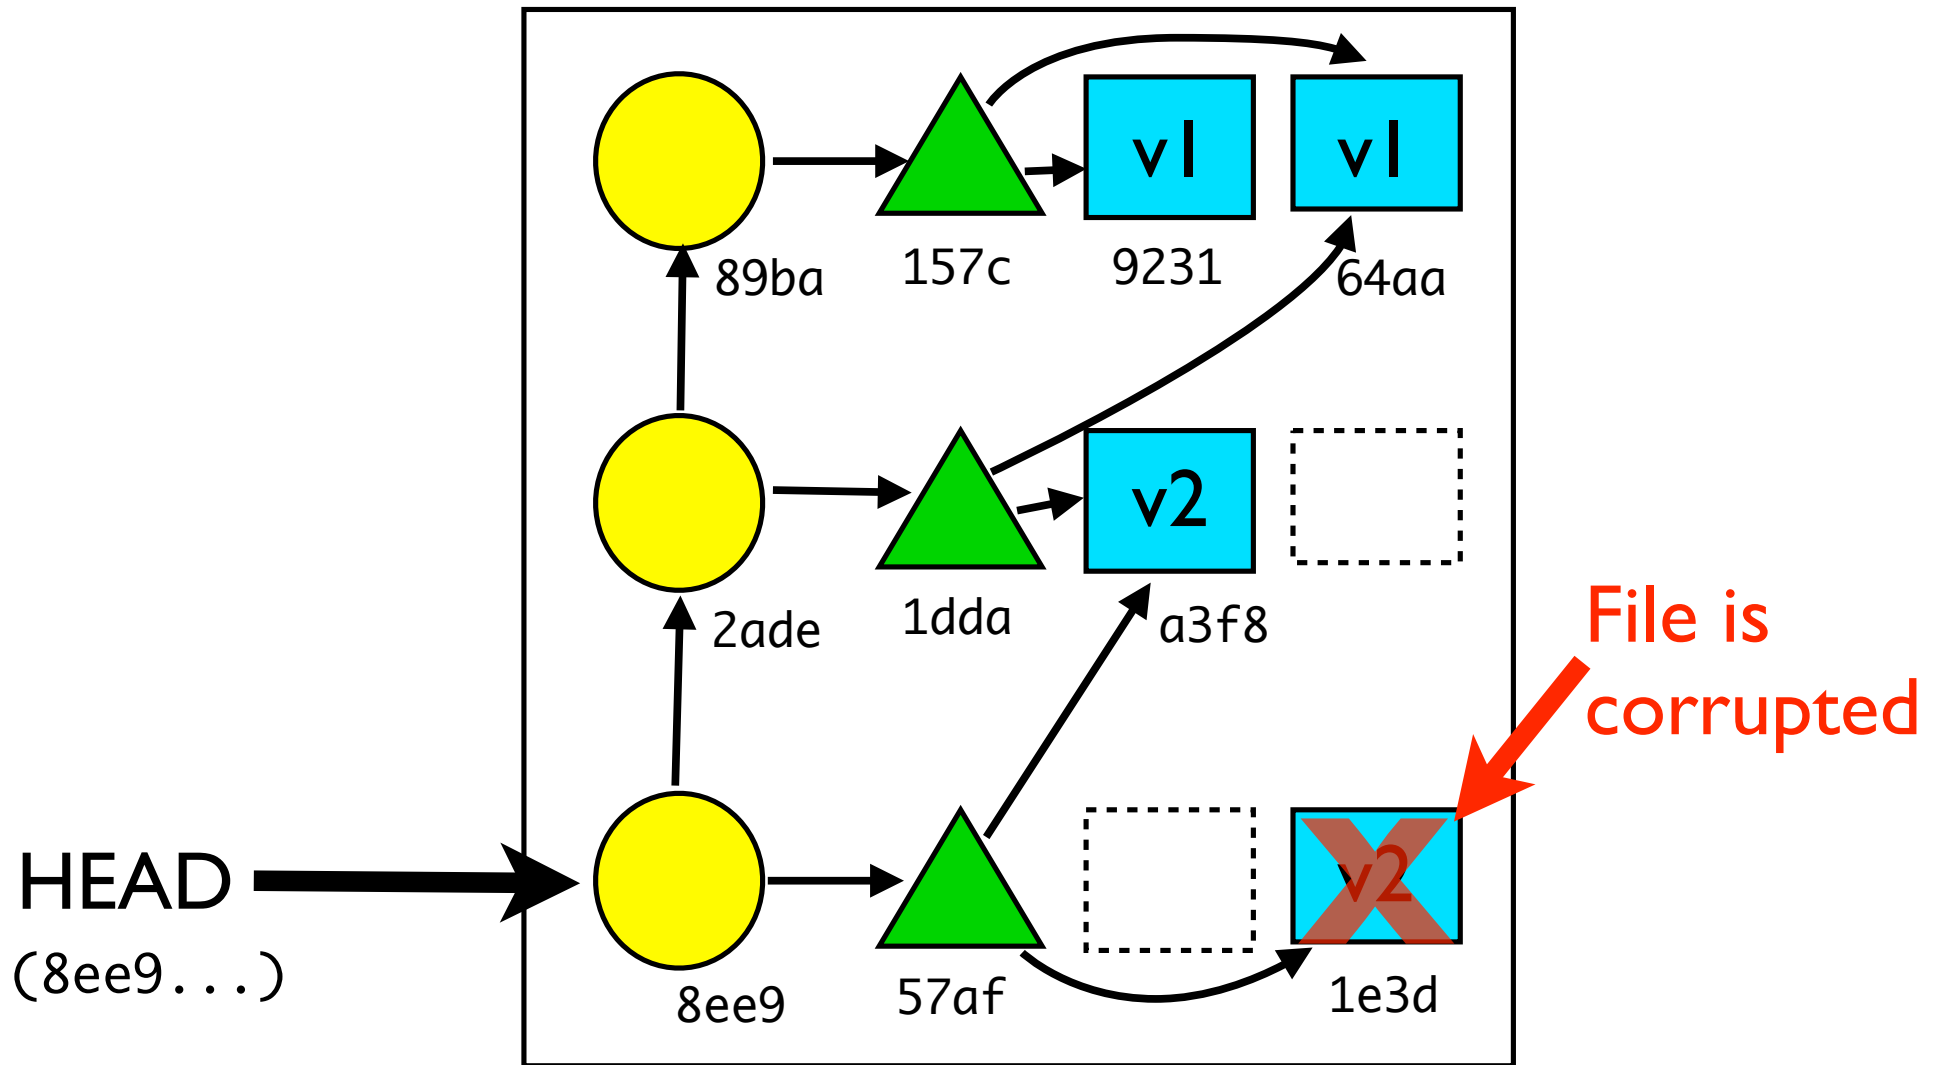 v1
v1
89ba
157c
9231
64aa
v2
2ade
1dda
a3f8
File is
corrupted
HEAD
(8ee9...)
v2
8ee9
57af
1e3d